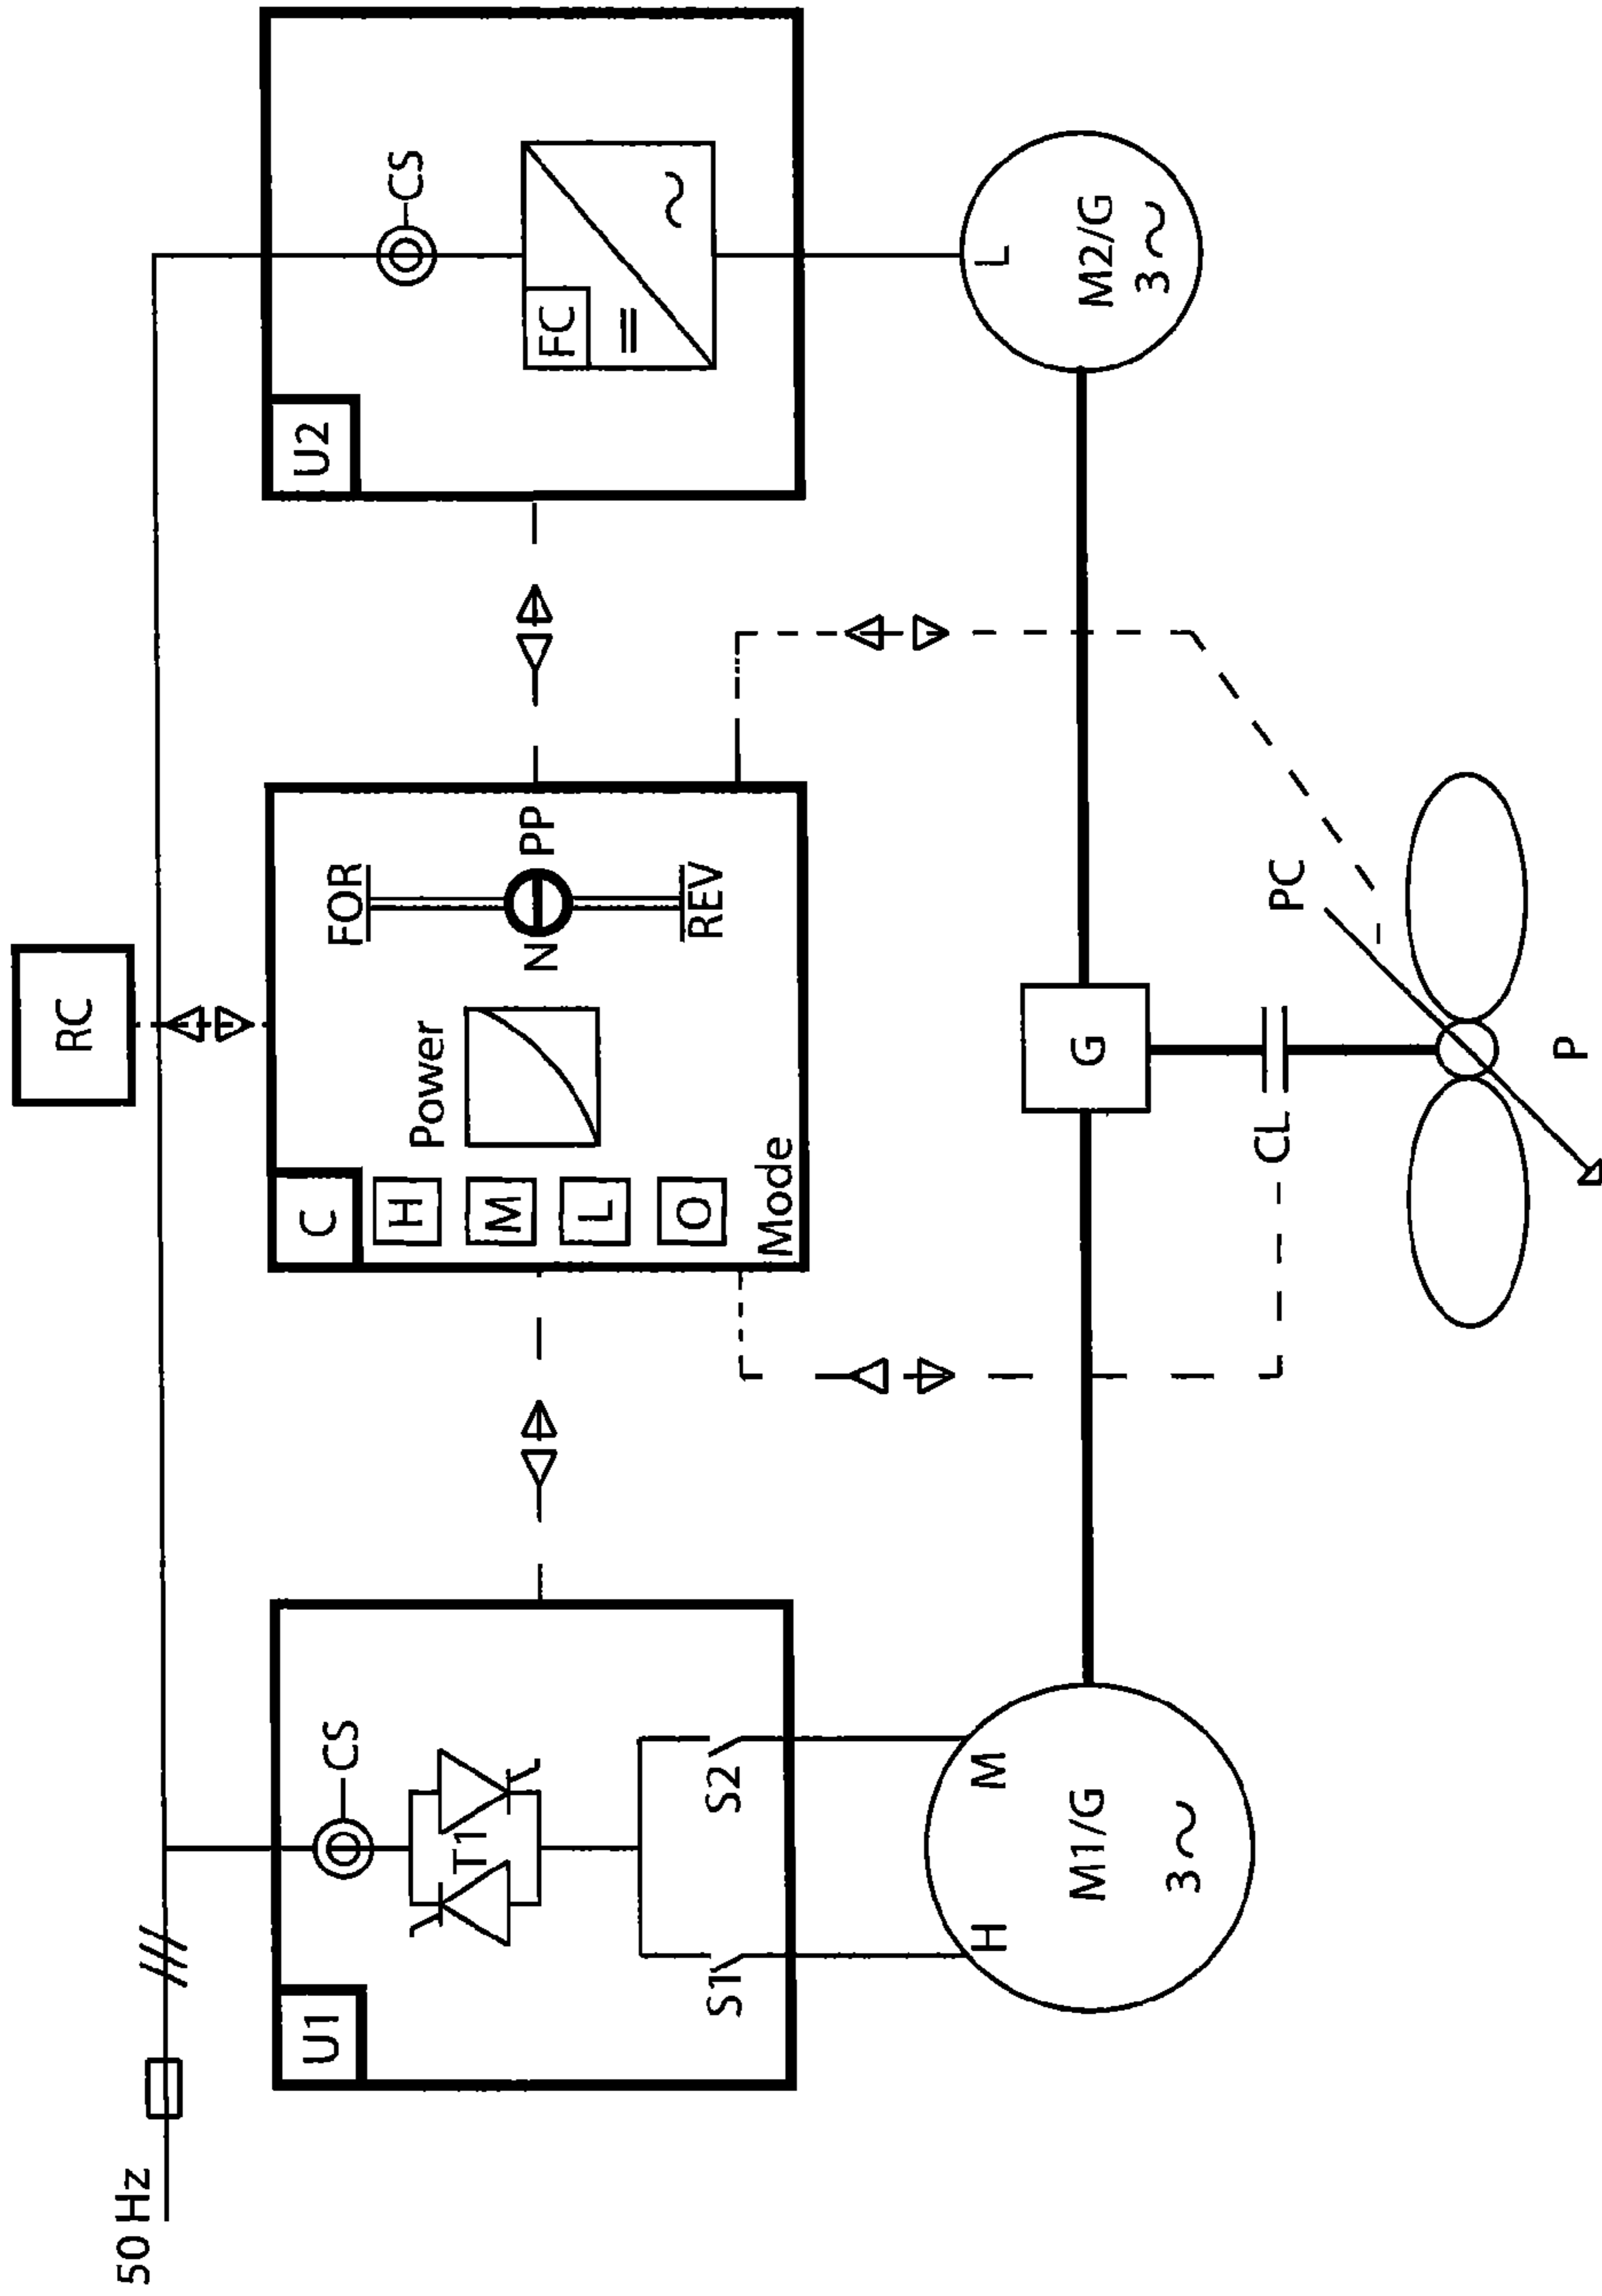 50 Hz
RC
U1
CS
T1
S1
S2
H
M
M1/G
3 ~
C
H
M
L
O
Mode
Power
FOR
N
PP
REV
U2
CS
FC
=
~
L
M2/G
3 ~
G
CL
PC
P